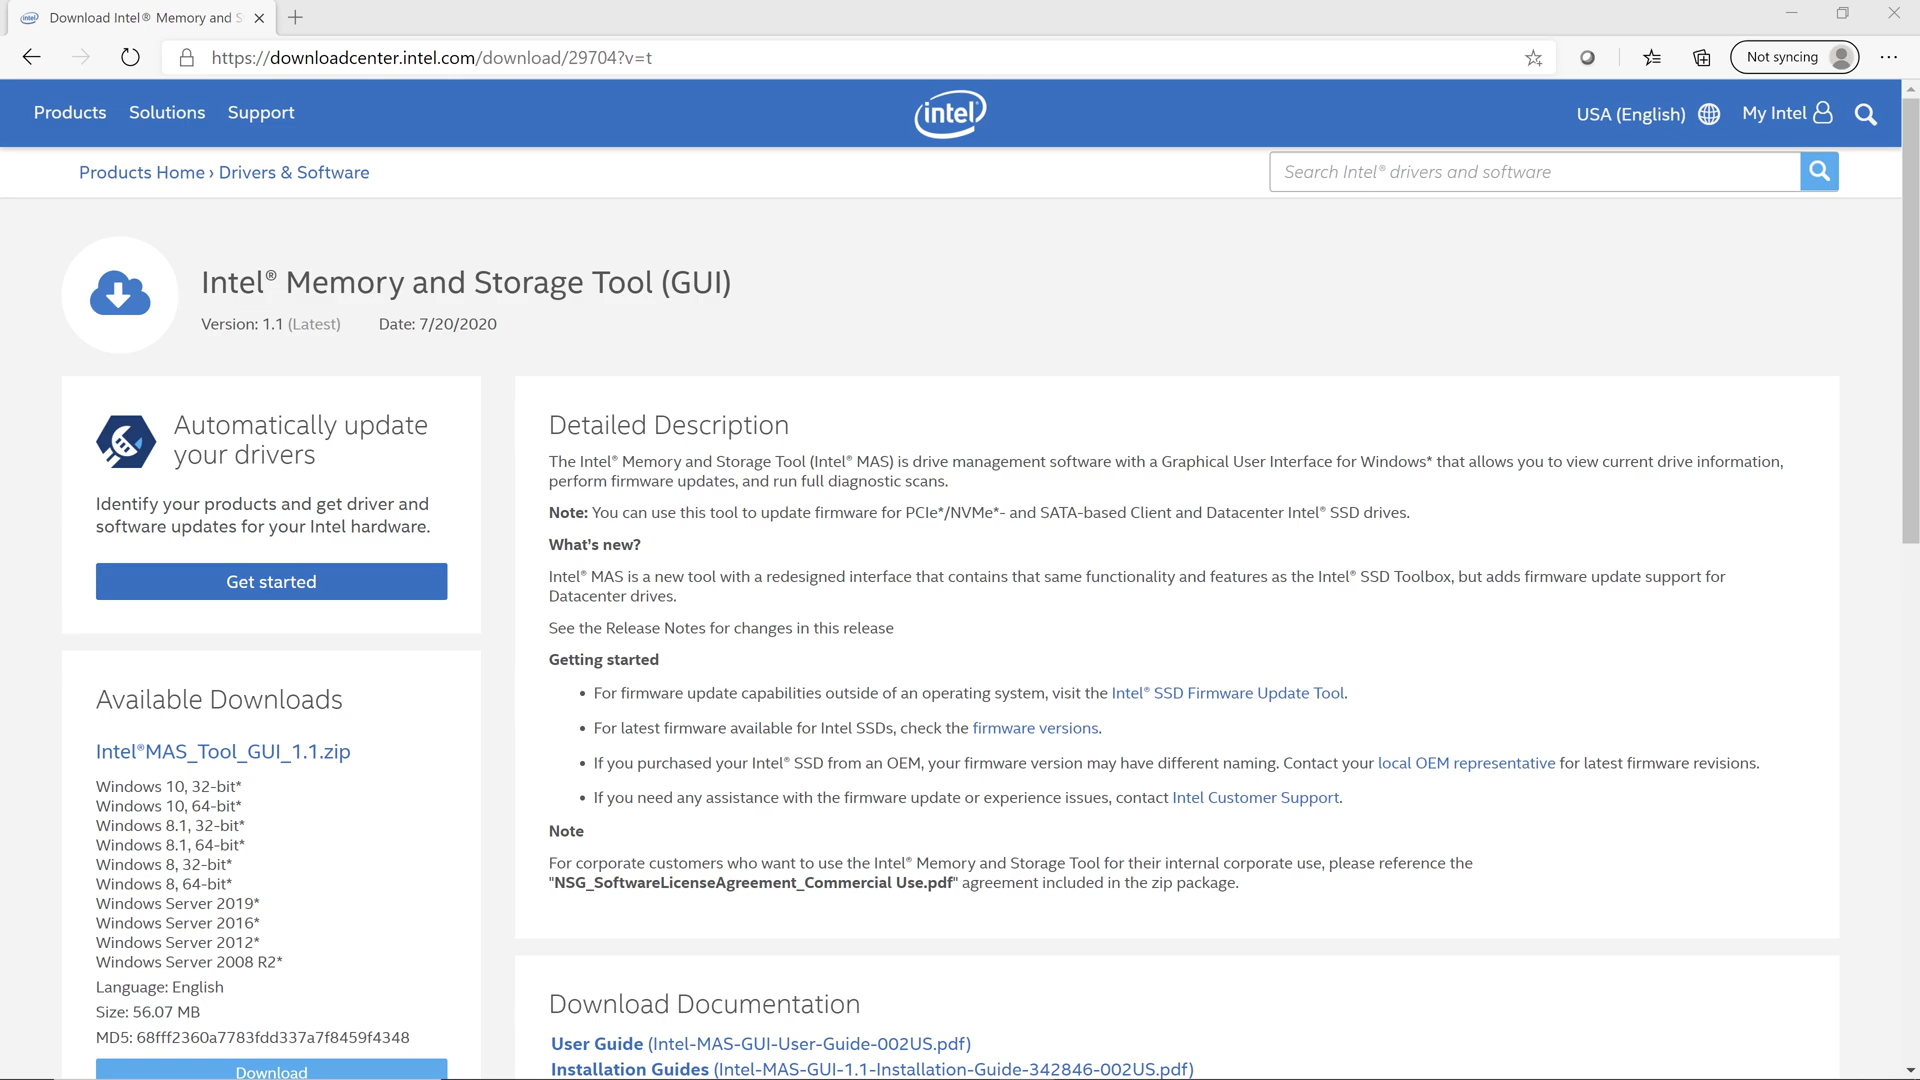 intel Download Intel® Memory and S
https://downloadcenter.intel.com/download/29704?v=t
Not syncing
Products Solutions Support
intel
USA (English) My Intel
Products Home › Drivers & Software
Search Intel® drivers and software
Intel® Memory and Storage Tool (GUI)
Version: 1.1 (Latest) Date: 7/20/2020
Automatically update
your drivers
Identify your products and get driver and
software updates for your Intel hardware.
Get started
Available Downloads
Intel®MAS_Tool_GUI_1.1.zip
Windows 10, 32-bit*
Windows 10, 64-bit*
Windows 8.1, 32-bit*
Windows 8.1, 64-bit*
Windows 8, 32-bit*
Windows 8, 64-bit*
Windows Server 2019*
Windows Server 2016*
Windows Server 2012*
Windows Server 2008 R2*
Language: English
Size: 56.07 MB
MD5: 68fff2360a7783fdd337a7f8459f4348
Download
Detailed Description
The Intel® Memory and Storage Tool (Intel® MAS) is drive management software with a Graphical User Interface for Windows* that allows you to view current drive information,
perform firmware updates, and run full diagnostic scans.
Note: You can use this tool to update firmware for PCIe*/NVMe*- and SATA-based Client and Datacenter Intel® SSD drives.
What's new?
Intel® MAS is a new tool with a redesigned interface that contains that same functionality and features as the Intel® SSD Toolbox, but adds firmware update support for
Datacenter drives.
See the Release Notes for changes in this release
Getting started
• For firmware update capabilities outside of an operating system, visit the Intel® SSD Firmware Update Tool.
• For latest firmware available for Intel SSDs, check the firmware versions.
• If you purchased your Intel® SSD from an OEM, your firmware version may have different naming. Contact your local OEM representative for latest firmware revisions.
• If you need any assistance with the firmware update or experience issues, contact Intel Customer Support.
Note
For corporate customers who want to use the Intel® Memory and Storage Tool for their internal corporate use, please reference the
"NSG_SoftwareLicenseAgreement_Commercial Use.pdf" agreement included in the zip package.
Download Documentation
User Guide (Intel-MAS-GUI-User-Guide-002US.pdf)
Installation Guides (Intel-MAS-GUI-1.1-Installation-Guide-342846-002US.pdf)